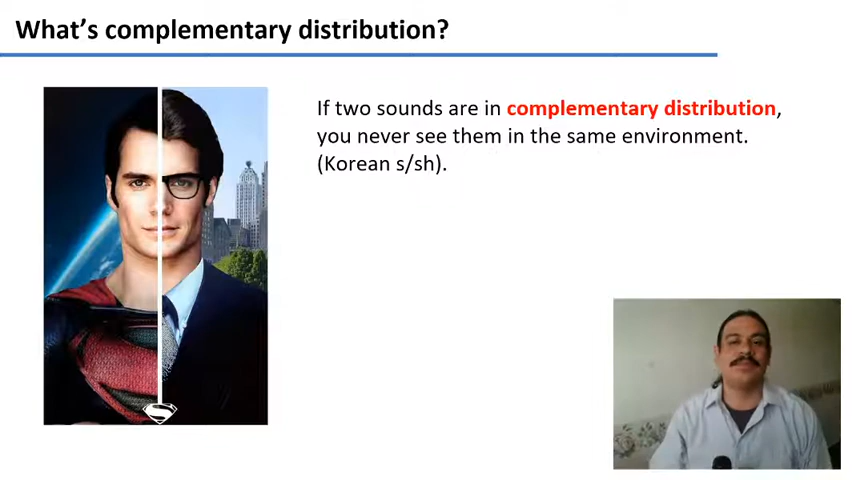 What's complementary distribution?
If two sounds are in complementary distribution,
you never see them in the same environment.
(Korean s/sh).